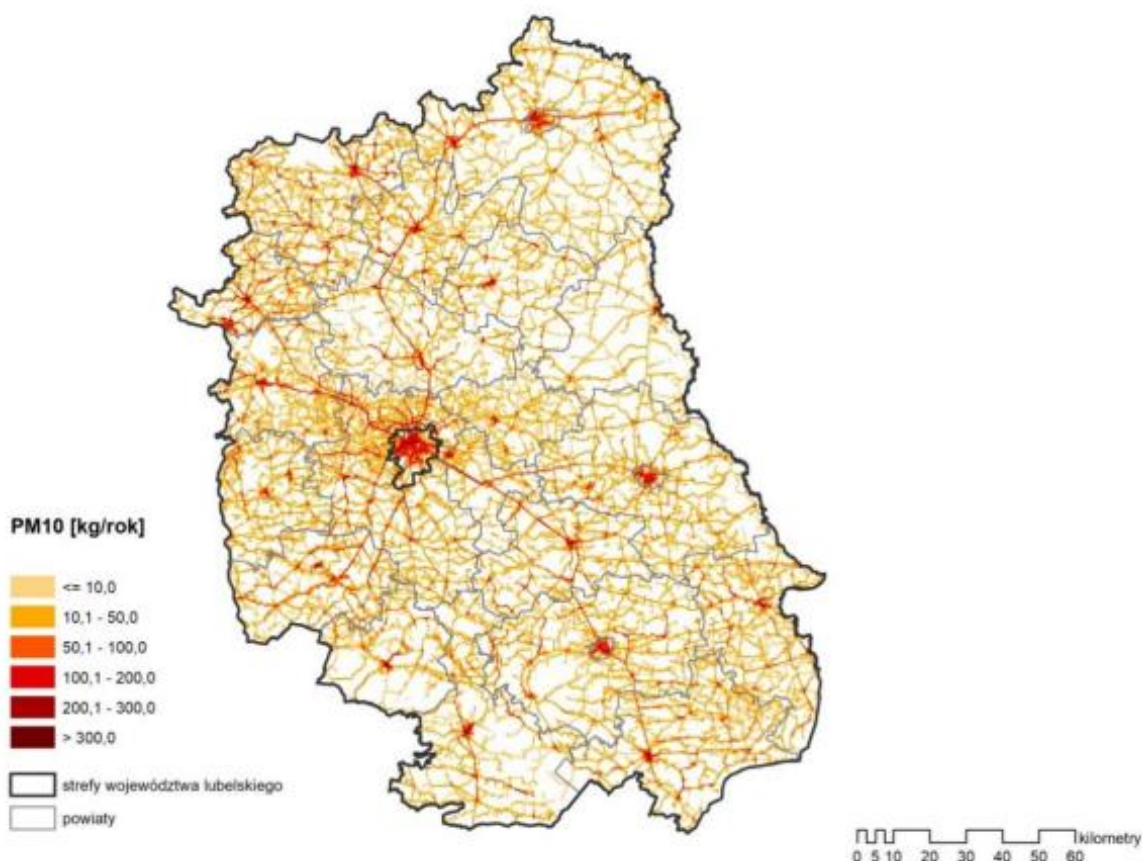 PM10 [kg/rok]
<= 10,0
10,1 - 50,0
50,1 - 100,0
100,1 - 200,0
200,1 - 300,0
> 300,0
strefy województwa lubelskiego
powiaty
kilometry
0 5 10 20 30 40 50 60